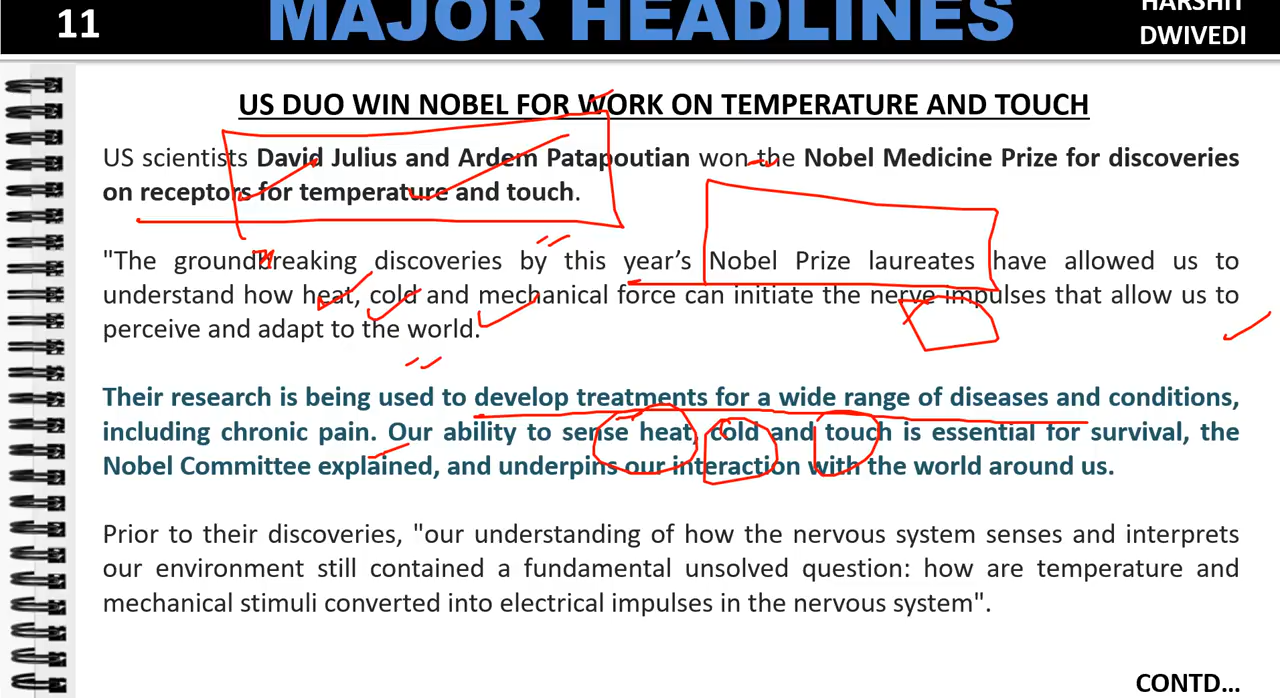 11
MAJOR HEADLINES
HARSHIT
DWIVEDI
US DUO WIN NOBEL FOR WORK ON TEMPERATURE AND TOUCH
US scientists David Julius and Ardem Patapoutian won the Nobel Medicine Prize for discoveries
on receptors for temperature and touch.
"The groundbreaking discoveries by this year's Nobel Prize laureates have allowed us to
understand how heat, cold and mechanical force can initiate the nerve impulses that allow us to
perceive and adapt to the world.
Their research is being used to develop treatments for a wide range of diseases and conditions,
including chronic pain. Our ability to sense heat, cold and touch is essential for survival, the
Nobel Committee explained, and underpins our interaction with the world around us.
Prior to their discoveries, "our understanding of how the nervous system senses and interprets
our environment still contained a fundamental unsolved question: how are temperature and
mechanical stimuli converted into electrical impulses in the nervous system".
CONTD...